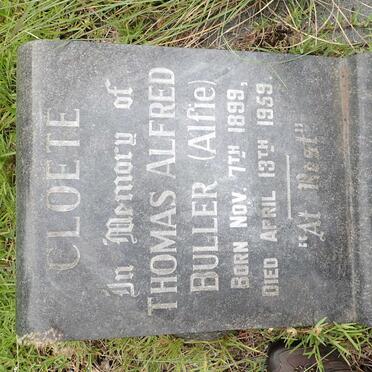 CLOETE
In Memory of
THOMAS ALFRED
BULLER (Alfie)
BORN NOV. 7TH 1899,
DIED APRIL 13TH 1959
"At Rest"